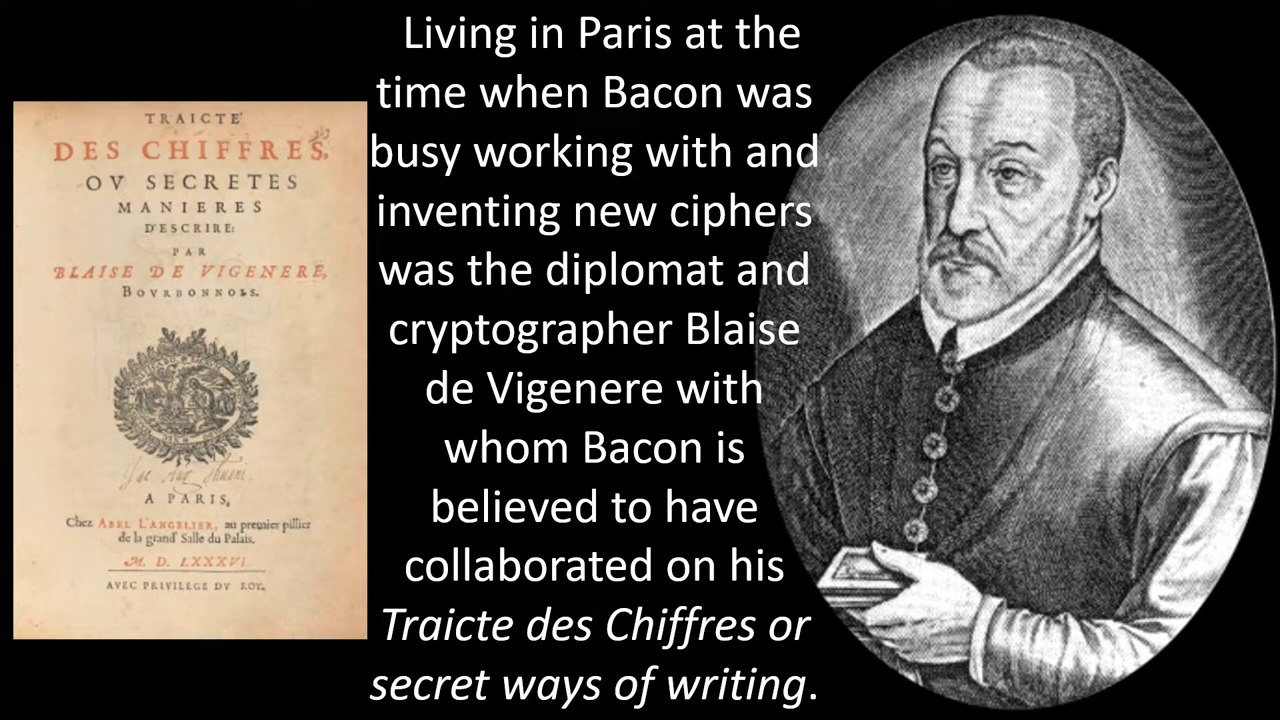 TRAICTE
DES CHIFFRES,
OV SECRETES
MANIERES
D'ESCRIRE:
PAR
BLAISE DE VIGENERE,
BOVRBONNOIS.
A PARIS,
Chez ABEL L'ANGELIER, au premier pillier
de la grand' Salle du Palais.
M. D. LXXXVI.
AVEC PRIVILEGE DV ROY.
Living in Paris at the
time when Bacon was
busy working with and
inventing new ciphers
was the diplomat and
cryptographer Blaise
de Vigenere with
whom Bacon is
believed to have
collaborated on his
Traicte des Chiffres or
secret ways of writing.